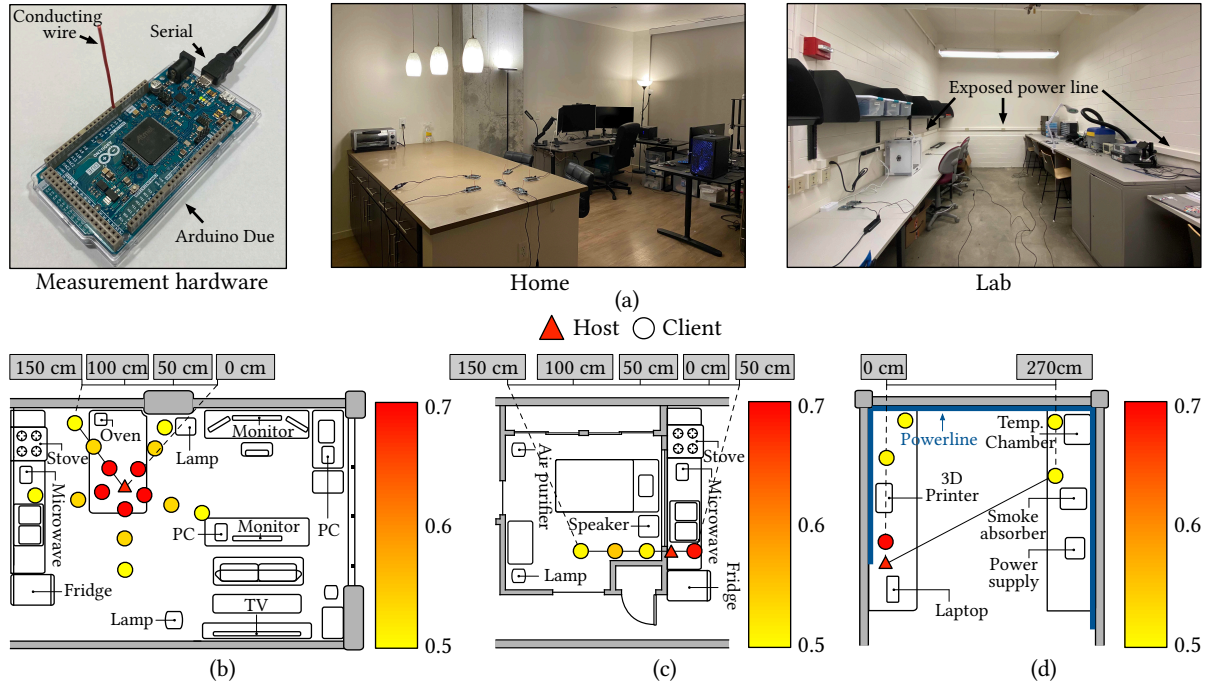 Conducting
wire
Serial
Arduino Due
Exposed power line
Measurement hardware
Home
Lab
(a)
Host
Client
150 cm
100 cm
50 cm
0 cm
Oven
Stove
Microwave
Lamp
Monitor
PC
Monitor
PC
Fridge
Lamp
TV
0.7
0.6
0.5
(b)
150 cm
100 cm
50 cm
0 cm
50 cm
Air purifier
Stove
Microwave
Speaker
Lamp
Fridge
0.7
0.6
0.5
(c)
0 cm
270cm
Powerline
Temp.
Chamber
3D
Printer
Smoke
absorber
Power
supply
Laptop
0.7
0.6
0.5
(d)